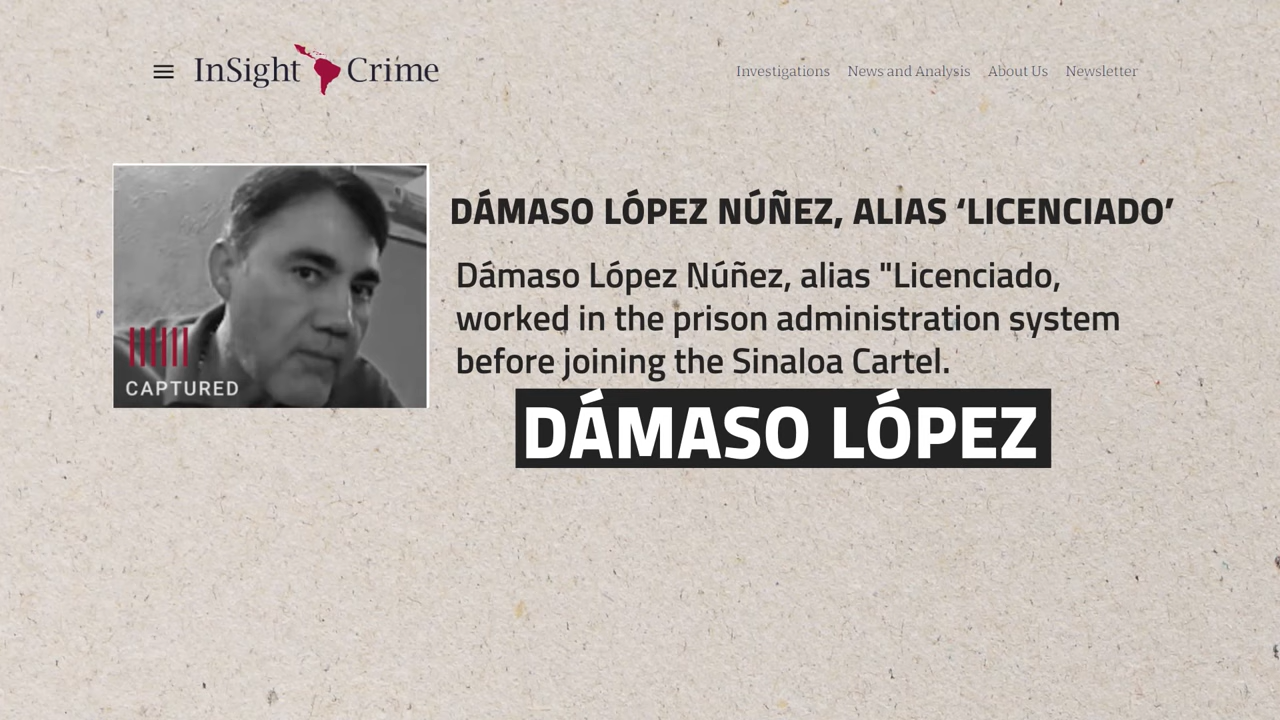 InSight Crime
Investigations News and Analysis About Us Newsletter
DÁMASO LÓPEZ NÚÑEZ, ALIAS ‘LICENCIADO’
Dámaso López Núñez, alias "Licenciado,
worked in the prison administration system
before joining the Sinaloa Cartel.
CAPTURED
DÁMASO LÓPEZ